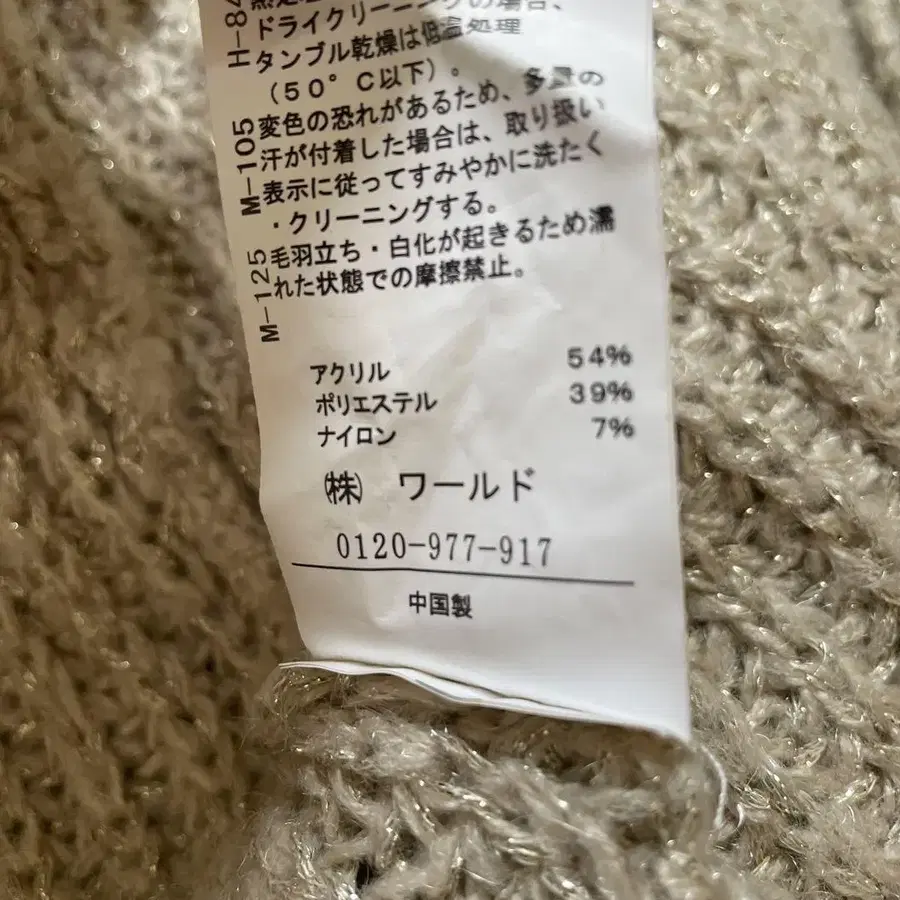 H-84
ドライクリーニングの場合、
タンブル乾燥は低温処理
(50°C以下)。
M-105
変色の恐れがあるため、多量の
汗が付着した場合は、取り扱い
表示に従ってすみやかに洗たく
・クリーニングする。
M-125
毛羽立ち・白化が起きるため濡
れた状態での摩擦禁止。
アクリル 54%
ポリエステル 39%
ナイロン 7%
㈱ ワールド
0120-977-917
中国製